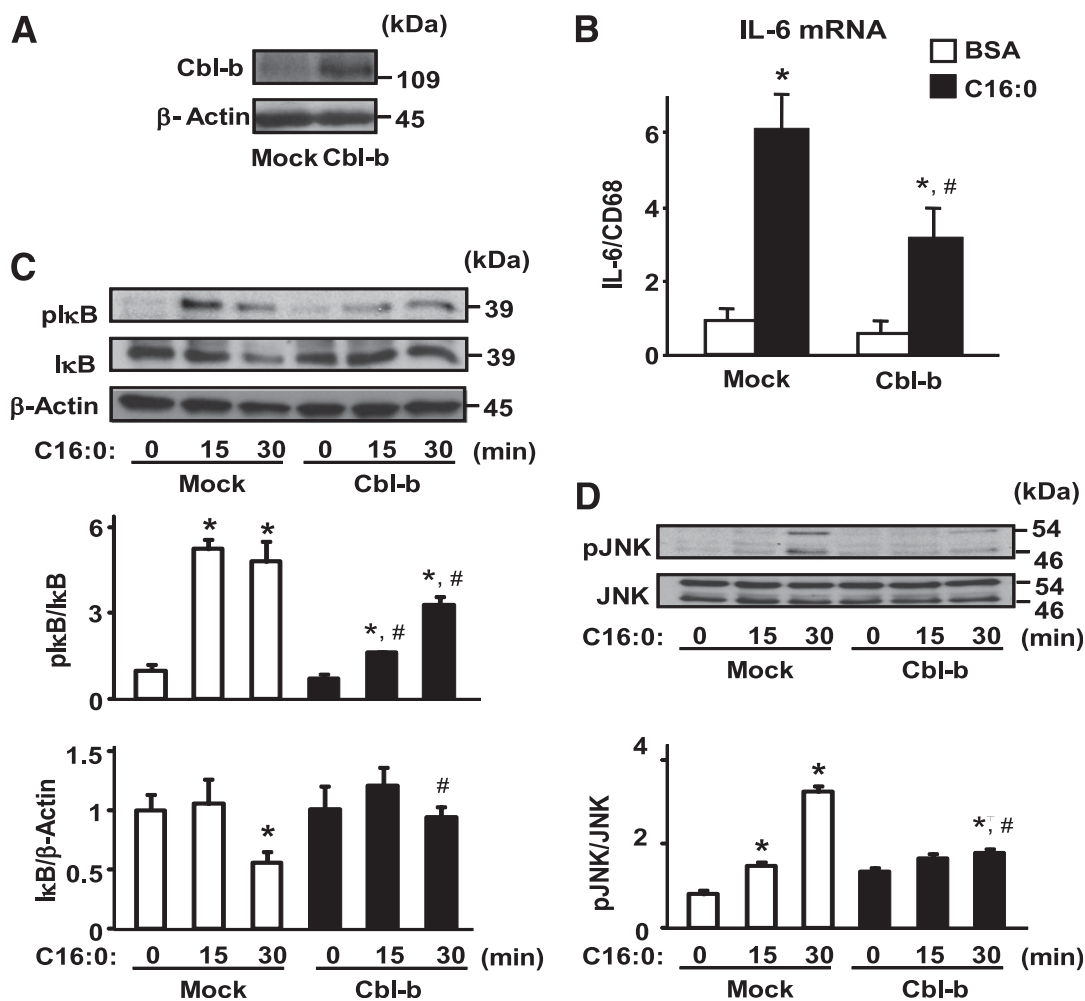 A
(kDa)
Cbl-b
109
β-Actin
45
Mock Cbl-b
B
IL-6 mRNA
BSA
C16:0
IL-6/CD68
6
4
2
0
*
*, #
Mock Cbl-b
C
(kDa)
pIκB
39
IκB
39
β-Actin
45
C16:0: 0 15 30 0 15 30 (min)
Mock Cbl-b
pIκB/IκB
6
3
0
* * *, # *, #
IκB/β-Actin
1.5
1
0.5
0
* #
C16:0: 0 15 30 0 15 30 (min)
Mock Cbl-b
D
(kDa)
pJNK
54
46
JNK
54
46
C16:0: 0 15 30 0 15 30 (min)
Mock Cbl-b
pJNK/JNK
4
2
0
* * *, #
C16:0: 0 15 30 0 15 30 (min)
Mock Cbl-b